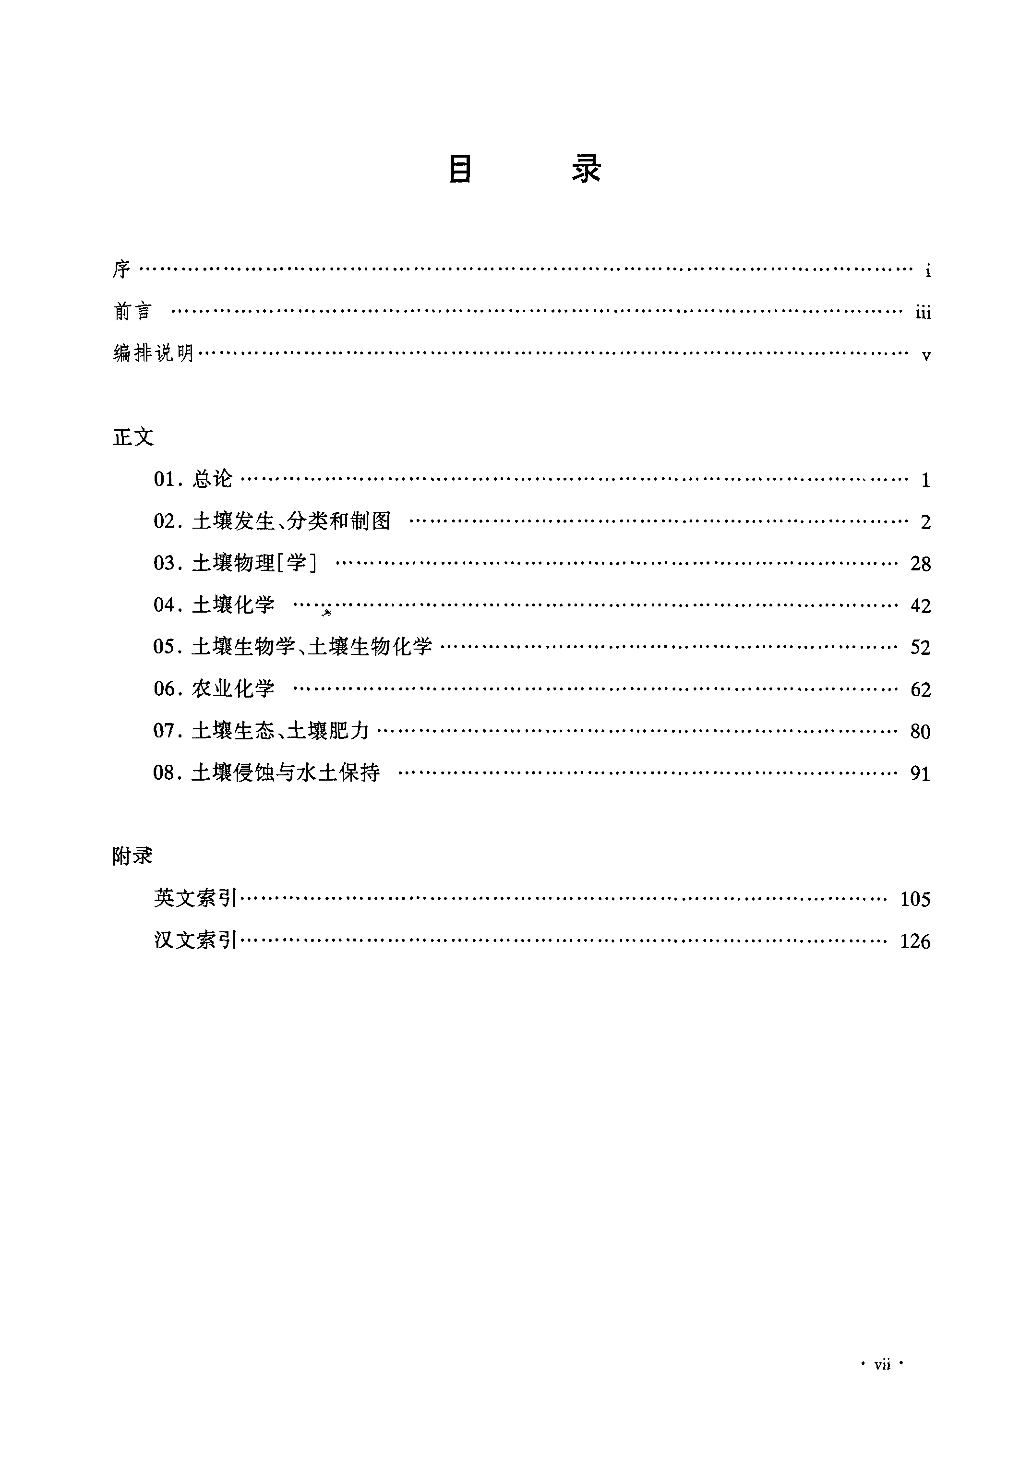 目 录
序 …………………………………………………… i
前言 …………………………………………………… iii
编排说明 …………………………………………………… v
正文
01. 总论 …………………………………………………… 1
02. 土壤发生、分类和制图 …………………………………………………… 2
03. 土壤物理[学] …………………………………………………… 28
04. 土壤化学 …………………………………………………… 42
05. 土壤生物学、土壤生物化学 …………………………………………………… 52
06. 农业化学 …………………………………………………… 62
07. 土壤生态、土壤肥力 …………………………………………………… 80
08. 土壤侵蚀与水土保持 …………………………………………………… 91
附录
英文索引 …………………………………………………… 105
汉文索引 …………………………………………………… 126
· vii ·